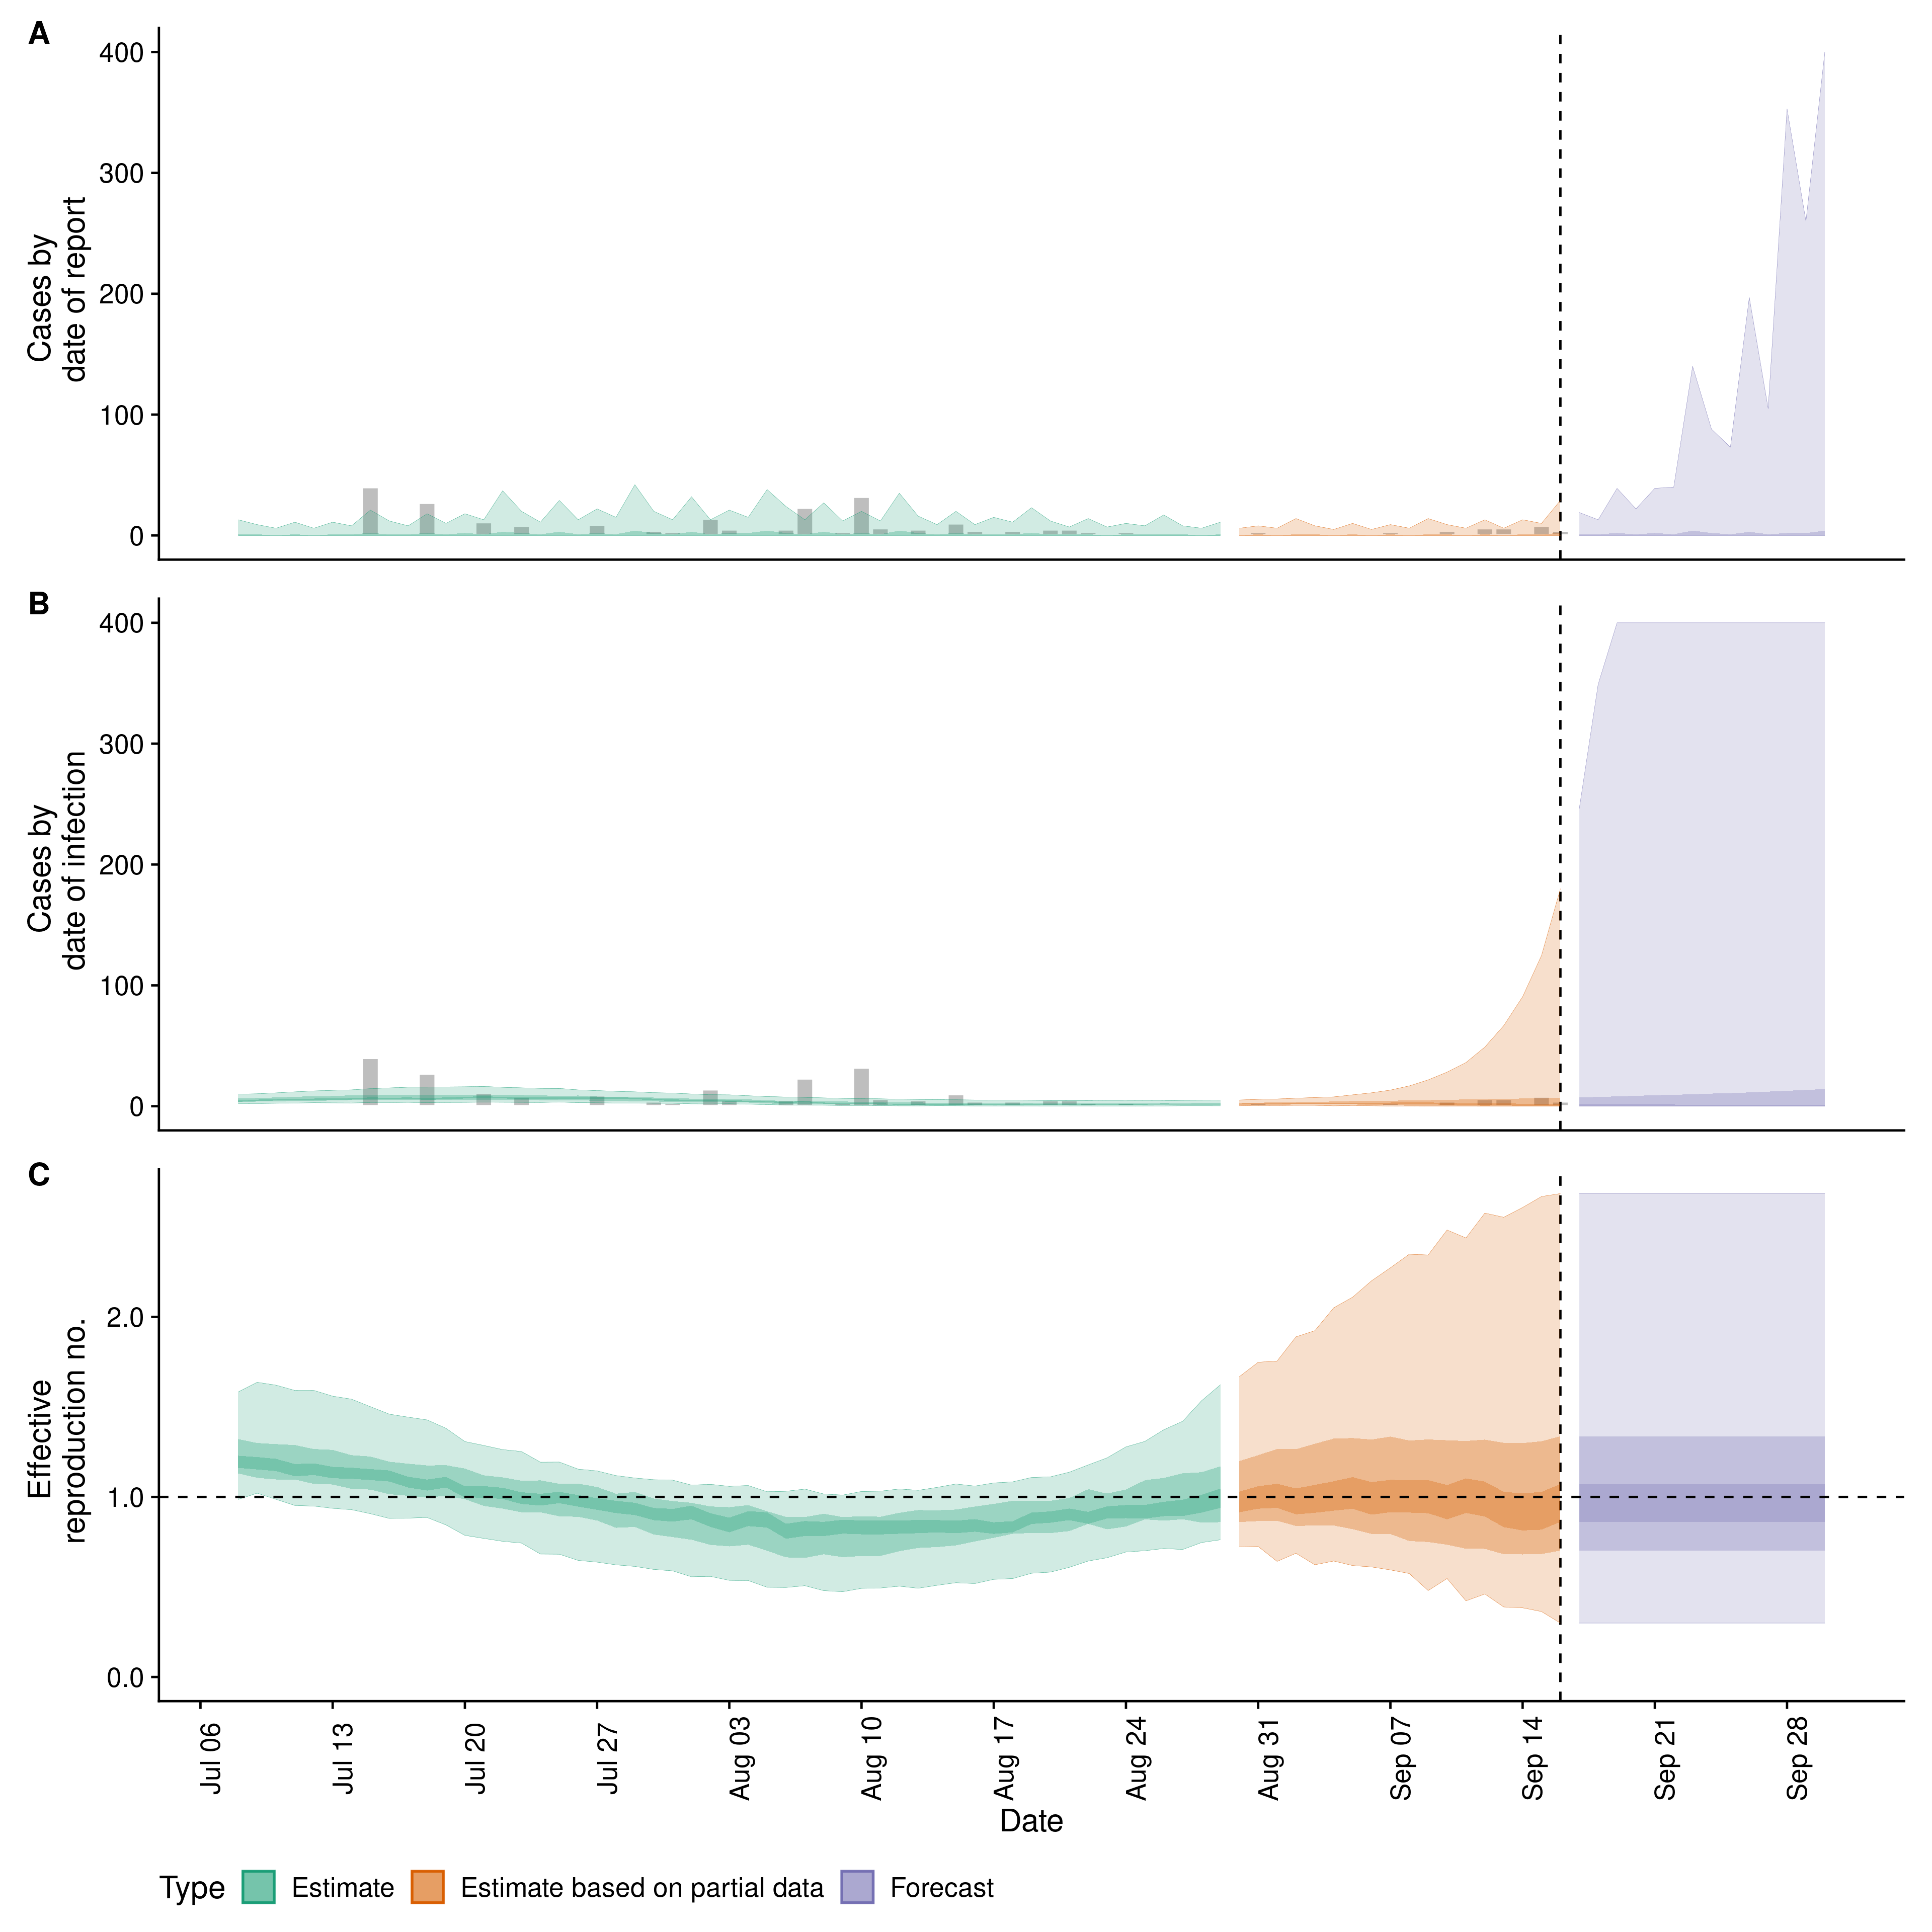 A
400
300
200
100
0
Cases by
date of report
B
400
300
200
100
0
Cases by
date of infection
C
2.0
1.0
0.0
Effective
reproduction no.
Jul 06
Jul 13
Jul 20
Jul 27
Aug 03
Aug 10
Aug 17
Aug 24
Aug 31
Sep 07
Sep 14
Sep 21
Sep 28
Date
Type Estimate Estimate based on partial data Forecast